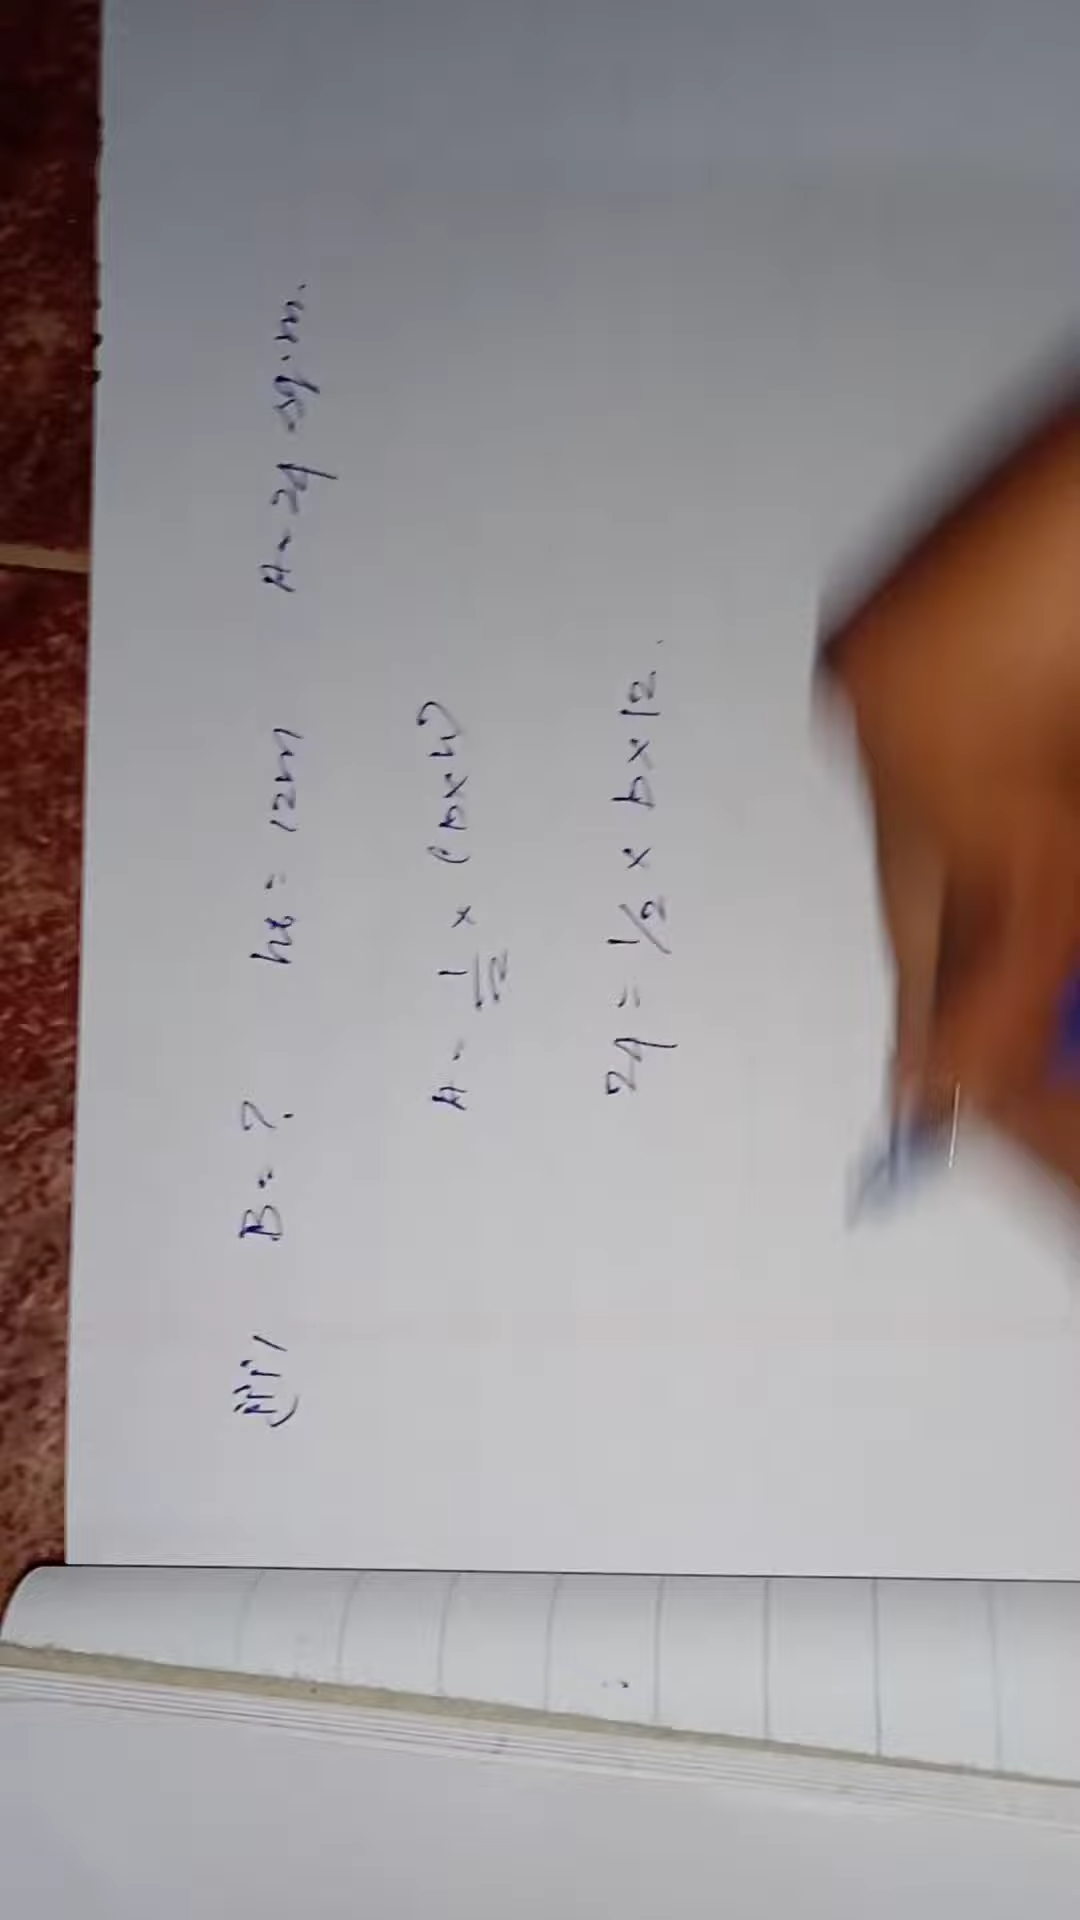 (iii) B = ? ht = 12m A = 24 sq.m.
A = 1/2 × (b×h)
24 = 1/2 × b × 12.